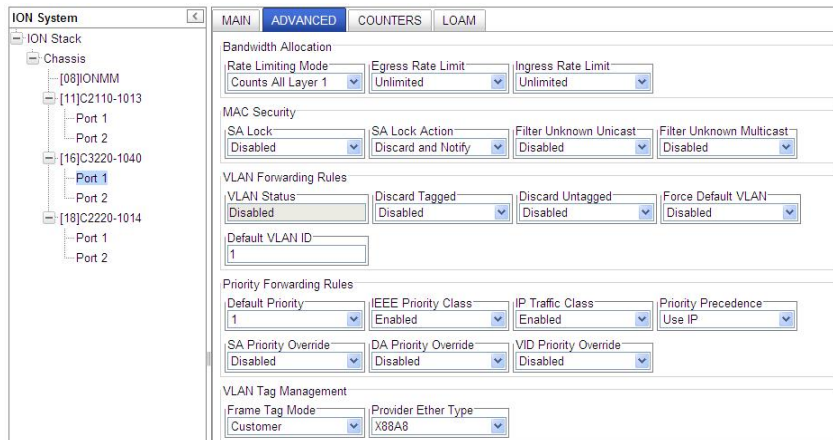 ION System
ION Stack
Chassis
[08]IONMM
[11]C2110-1013
Port 1
Port 2
[16]C3220-1040
Port 1
Port 2
[18]C2220-1014
Port 1
Port 2
MAIN ADVANCED COUNTERS LOAM
Bandwidth Allocation
Rate Limiting Mode Egress Rate Limit Ingress Rate Limit
Counts All Layer 1 Unlimited Unlimited
MAC Security
SA Lock SA Lock Action Filter Unknown Unicast Filter Unknown Multicast
Disabled Discard and Notify Disabled Disabled
VLAN Forwarding Rules
VLAN Status Discard Tagged Discard Untagged Force Default VLAN
Disabled Disabled Disabled Disabled
Default VLAN ID
1
Priority Forwarding Rules
Default Priority IEEE Priority Class IP Traffic Class Priority Precedence
1 Enabled Enabled Use IP
SA Priority Override DA Priority Override VID Priority Override
Disabled Disabled Disabled
VLAN Tag Management
Frame Tag Mode Provider Ether Type
Customer X88A8